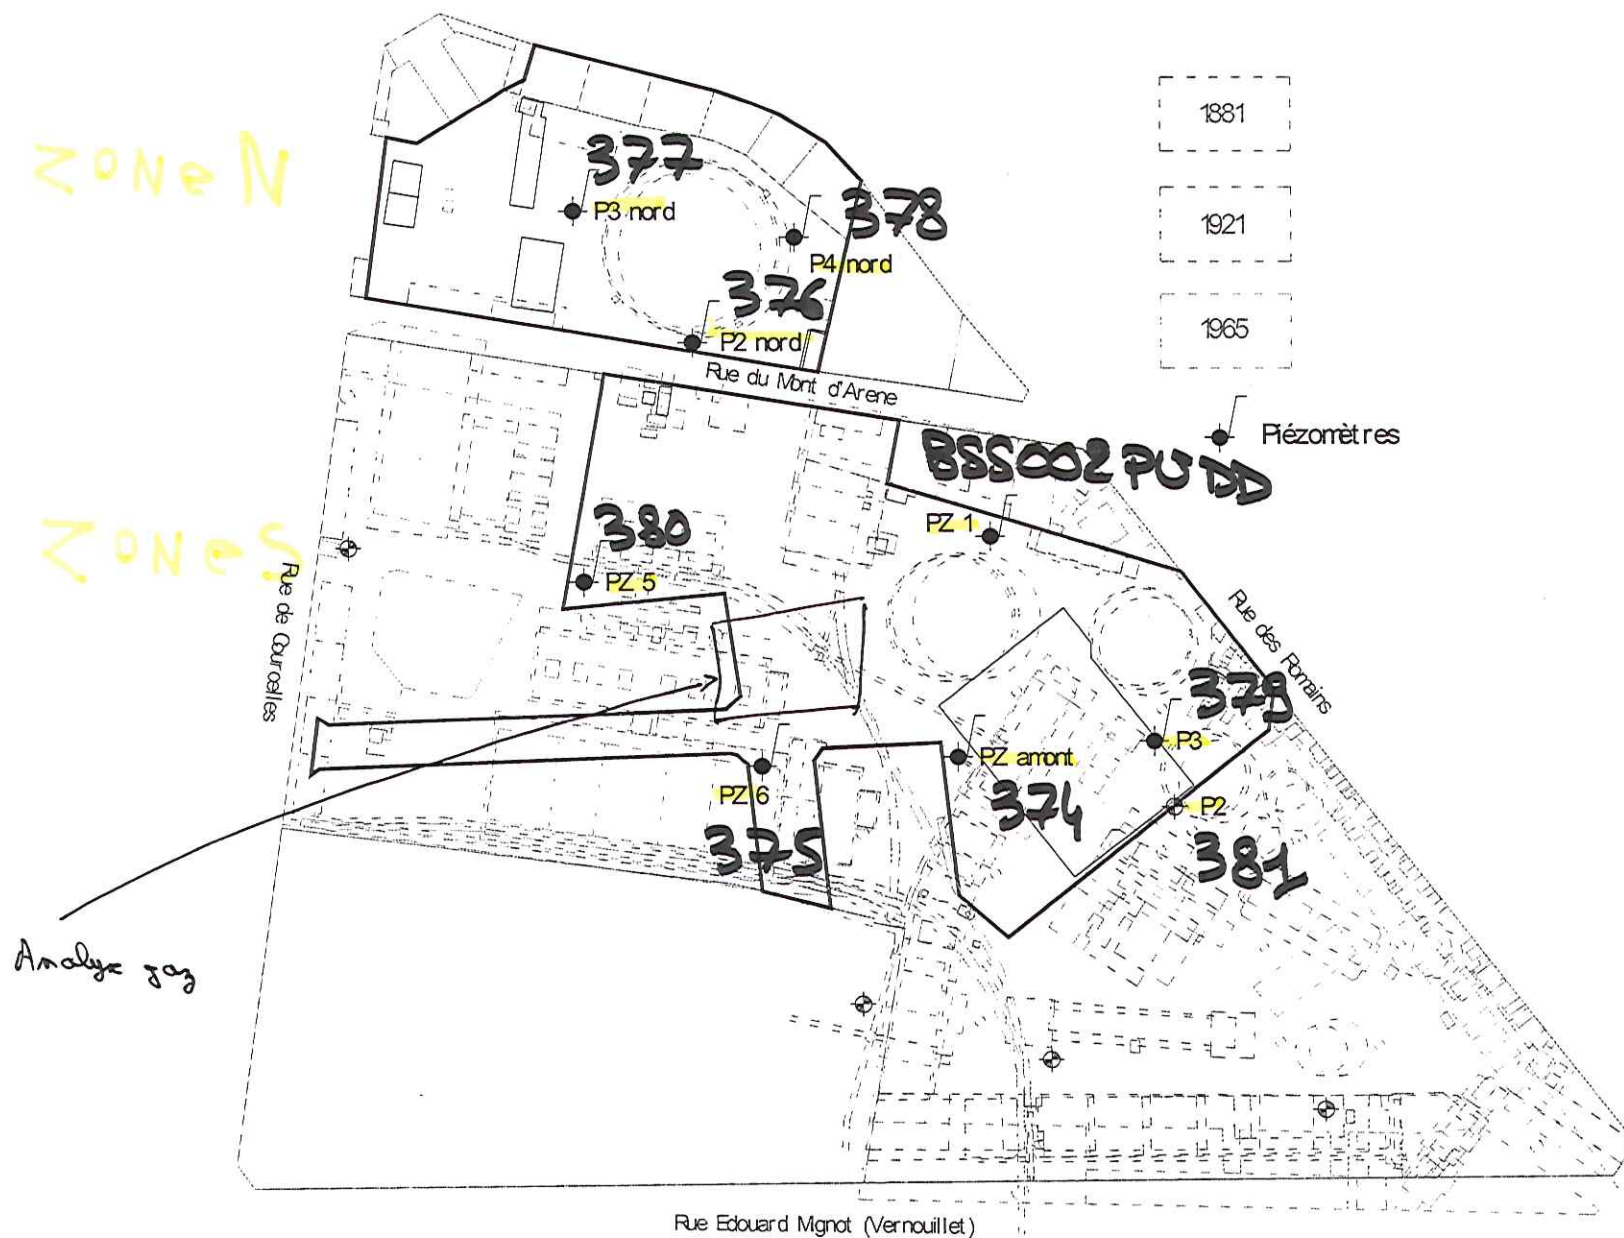 1881
ZONE N
377
P3 nord
378
P4 nord
1921
376
P2 nord
1965
Rue du Mont d'Arene
Piézomètres
BSS002PUDD
PZ 1
ZONE S
380
PZ 5
Rue de Courcelles
Rue des Romains
379
P3
PZ amont
374
PZ 6
375
P2
381
Analyse gaz
Rue Edouard Mignot (Vernouillet)